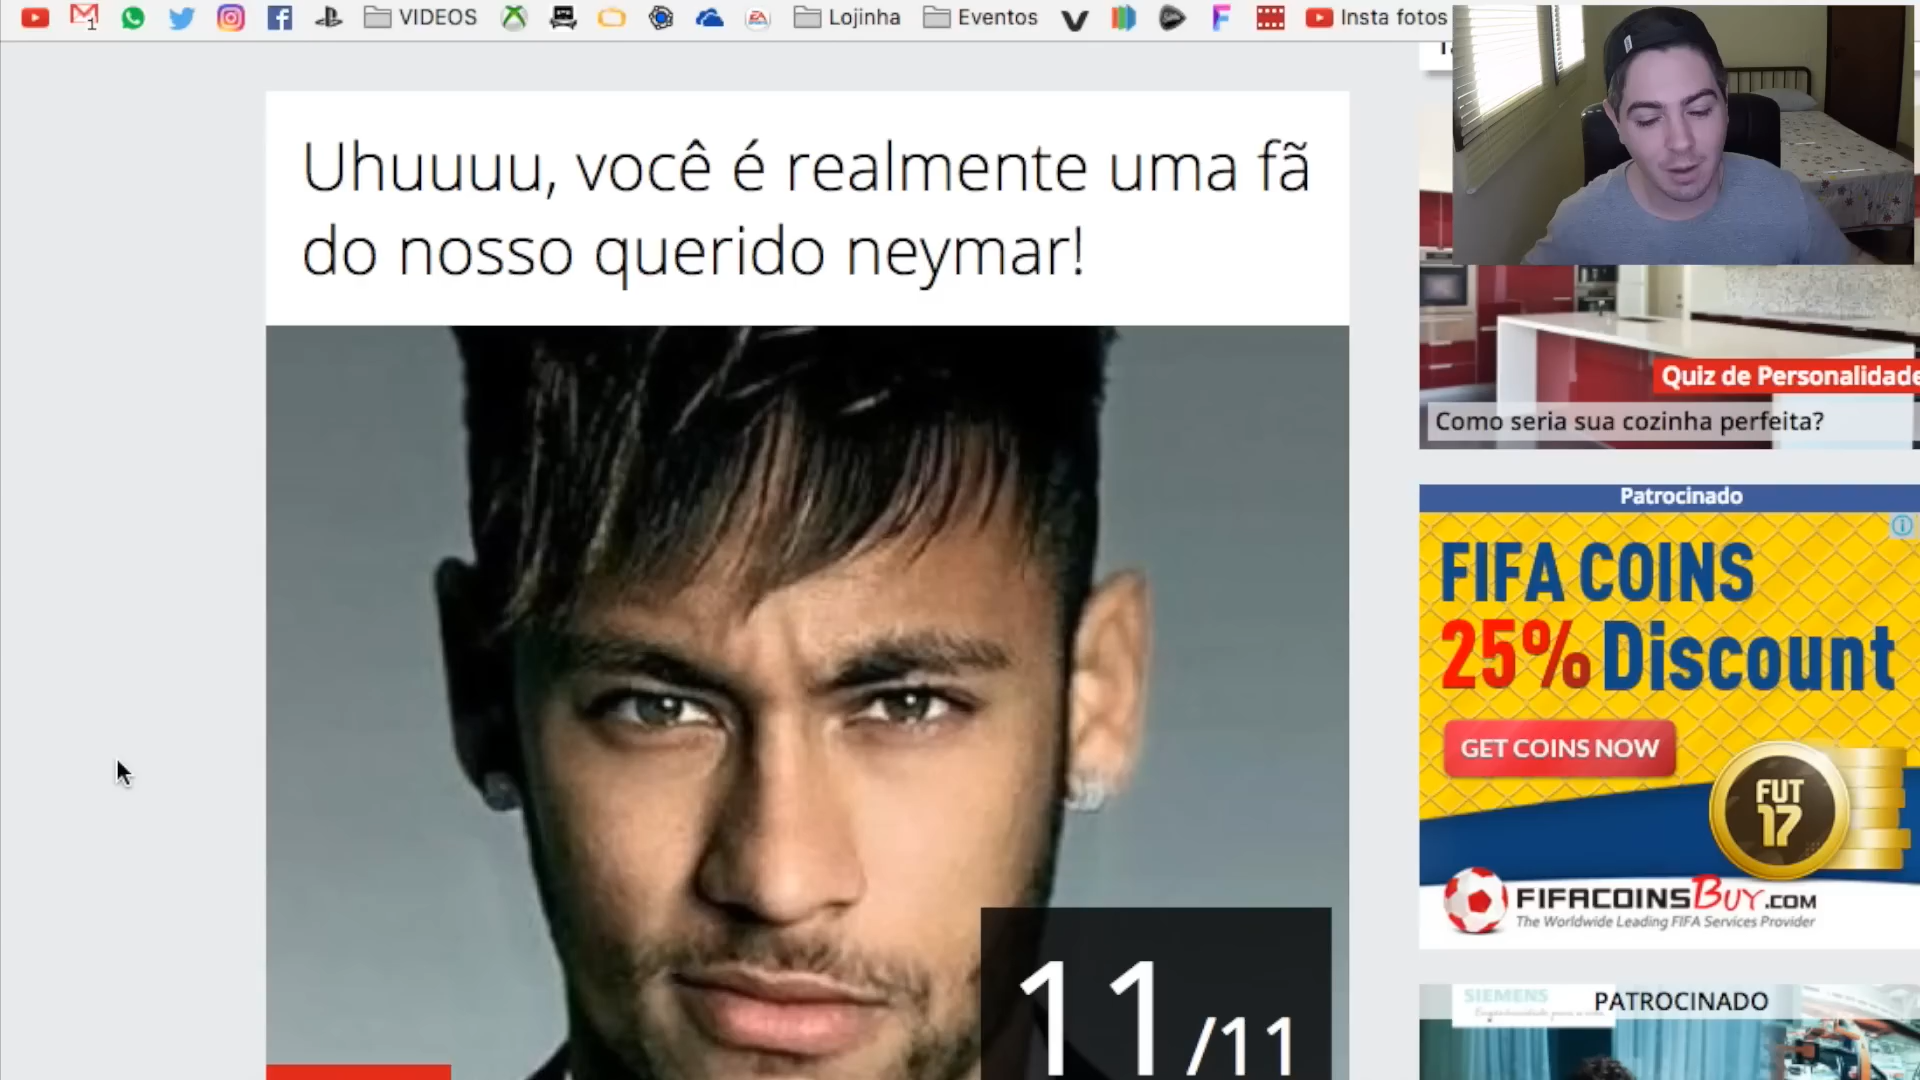 VIDEOS
Lojinha
Eventos
Insta fotos
1
EA
Uhuuuu, você é realmente uma fã
do nosso querido neymar!
11/11
Quiz de Personalidade
Como seria sua cozinha perfeita?
Patrocinado
FIFA COINS
25% Discount
GET COINS NOW
FUT
17
FIFACOINSBUY.COM
The Worldwide Leading FIFA Services Provider
SIEMENS
PATROCINADO